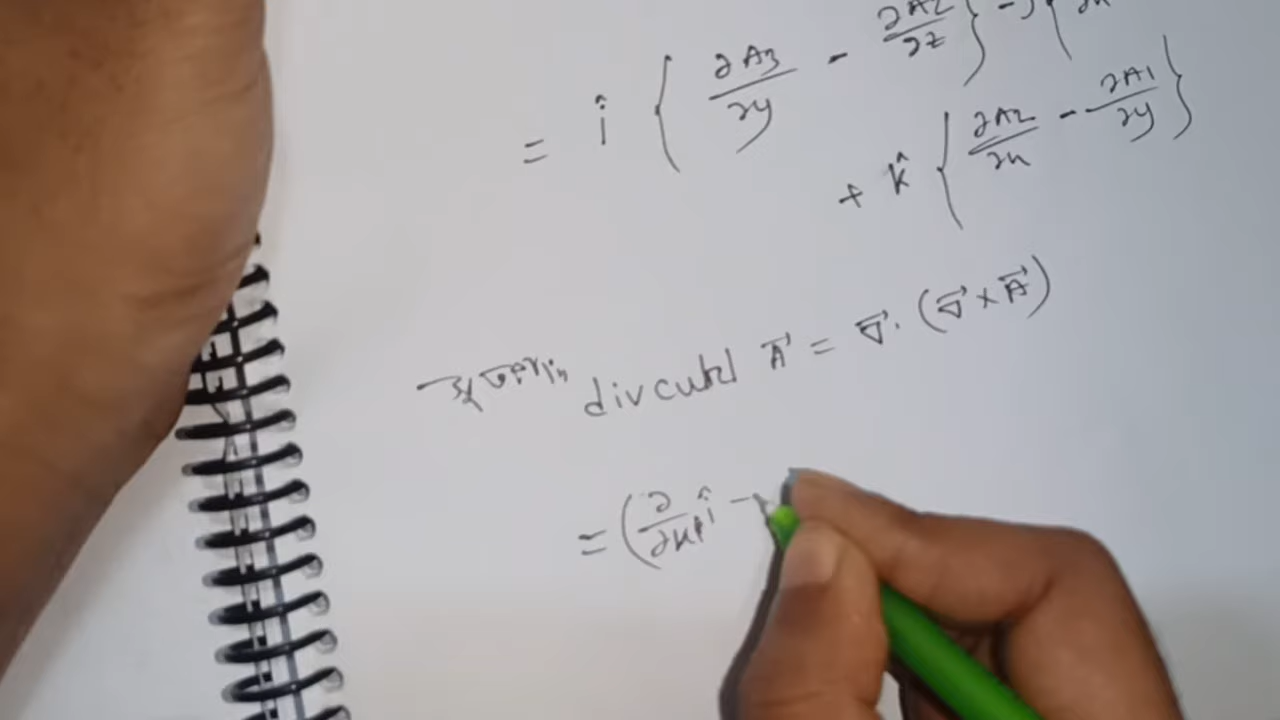 = î { ∂A3/∂y - ∂A2/∂z } - j {
+ k̂ { ∂A2/∂x - ∂A1/∂y }
div curl A⃗ = ∇⃗ . (∇⃗ × A⃗)
= ( ∂/∂x î -